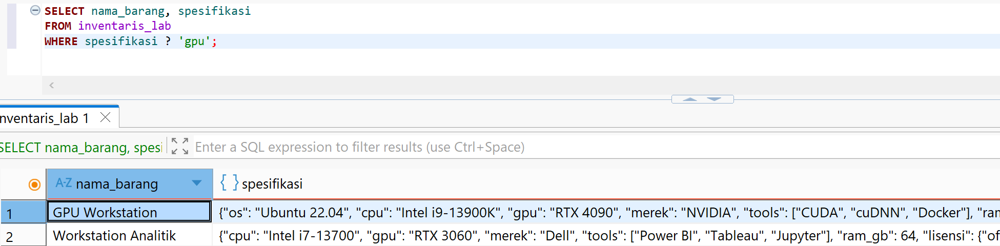 SELECT nama_barang, spesifikasi
FROM inventaris_lab
WHERE spesifikasi ? 'gpu';
nventaris_lab 1
SELECT nama_barang, spesi Enter a SQL expression to filter results (use Ctrl+Space)
A-Z nama_barang { } spesifikasi
1 GPU Workstation {"os": "Ubuntu 22.04", "cpu": "Intel i9-13900K", "gpu": "RTX 4090", "merek": "NVIDIA", "tools": ["CUDA", "cuDNN", "Docker"], "ram
2 Workstation Analitik {"cpu": "Intel i7-13700", "gpu": "RTX 3060", "merek": "Dell", "tools": ["Power BI", "Tableau", "Jupyter"], "ram_gb": 64, "lisensi": {"of